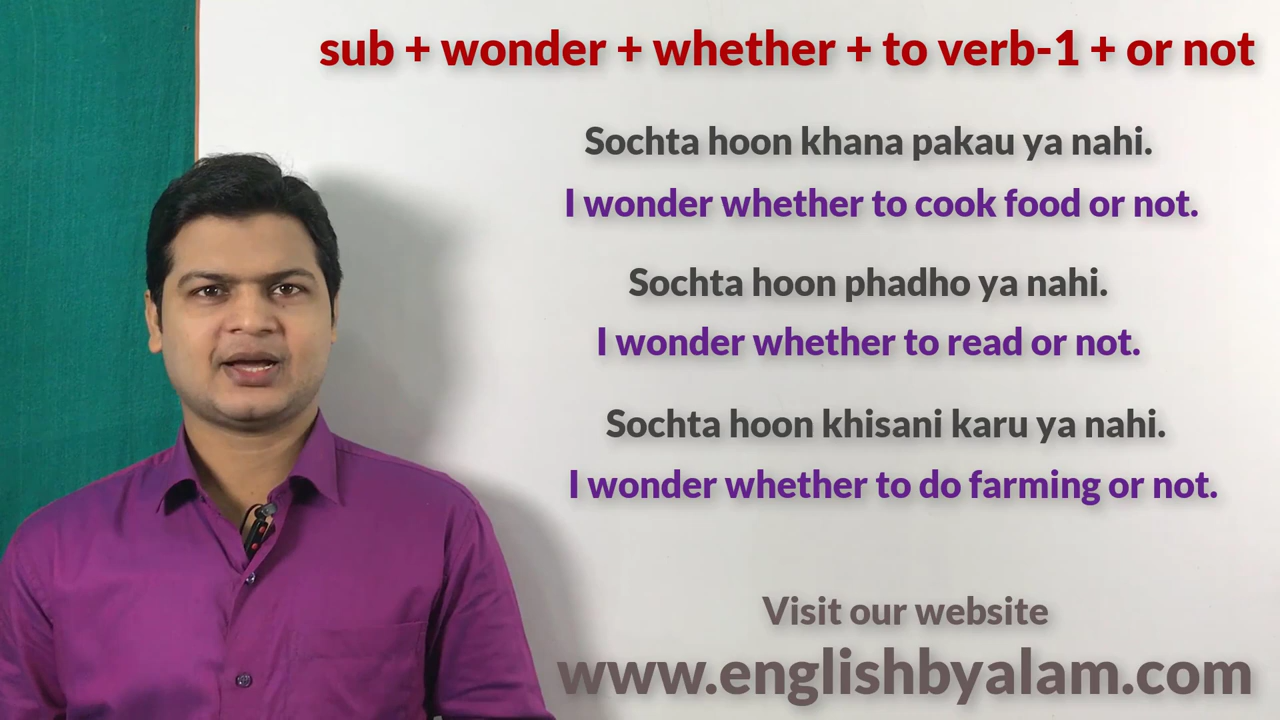 sub + wonder + whether + to verb-1 + or not
Sochta hoon khana pakau ya nahi.
I wonder whether to cook food or not.
Sochta hoon phadho ya nahi.
I wonder whether to read or not.
Sochta hoon khisani karu ya nahi.
I wonder whether to do farming or not.
Visit our website
www.englishbyalam.com